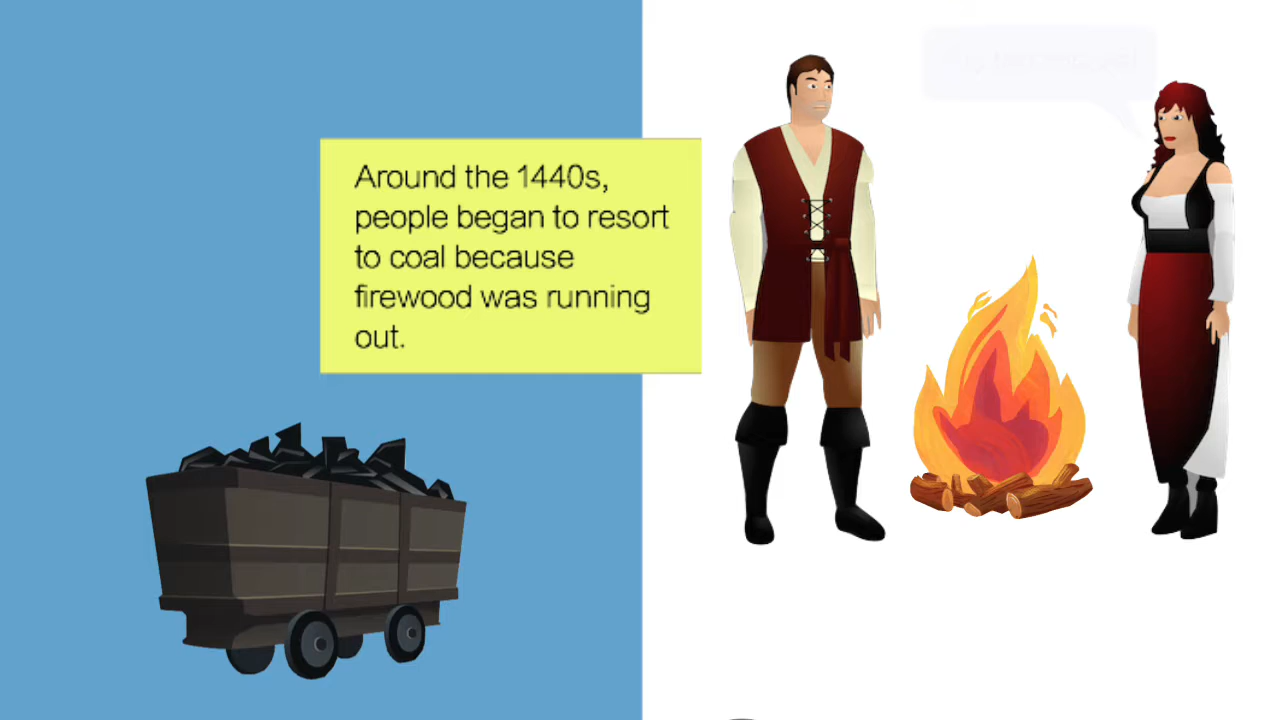 Around the 1440s,
people began to resort
to coal because
firewood was running
out.